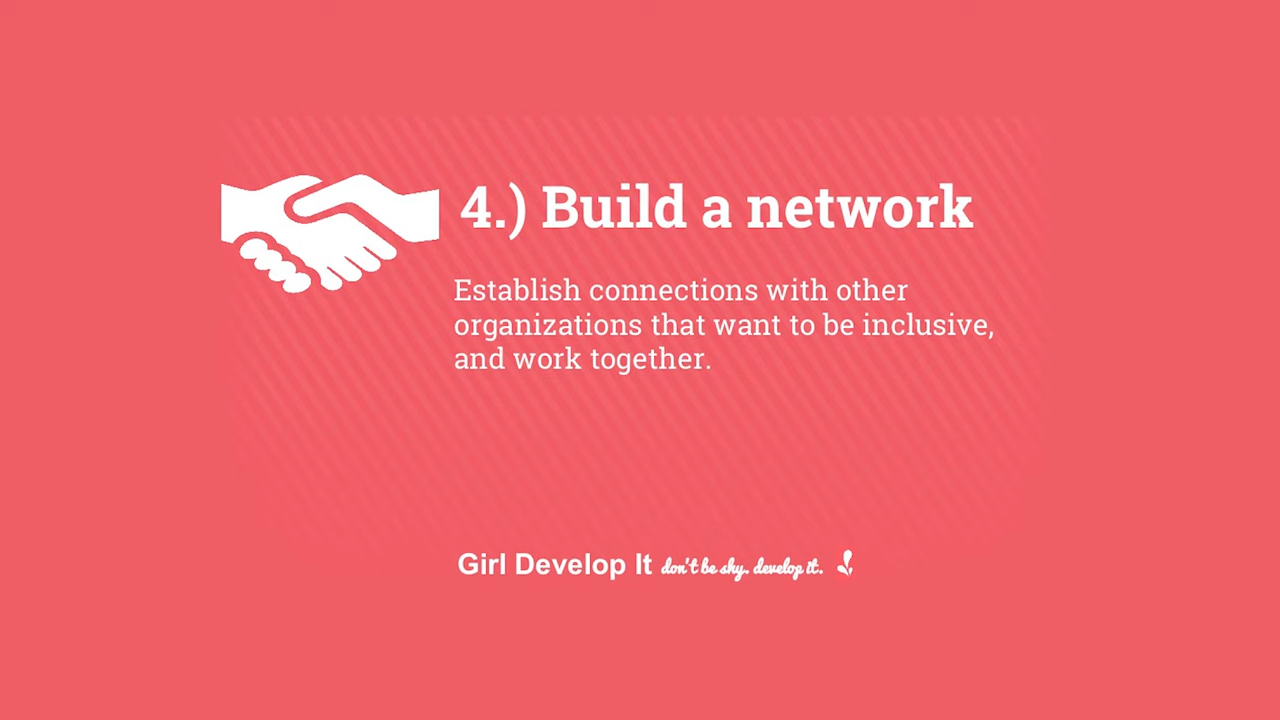 4.) Build a network
Establish connections with other
organizations that want to be inclusive,
and work together.
Girl Develop It don't be shy. develop it.